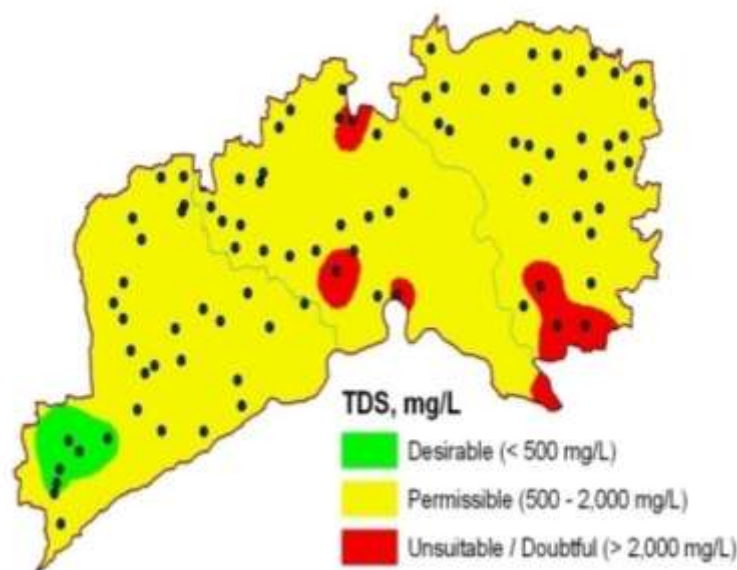 TDS, mg/L
Desirable (< 500 mg/L)
Permissible (500 - 2,000 mg/L)
Unsuitable / Doubtful (> 2,000 mg/L)